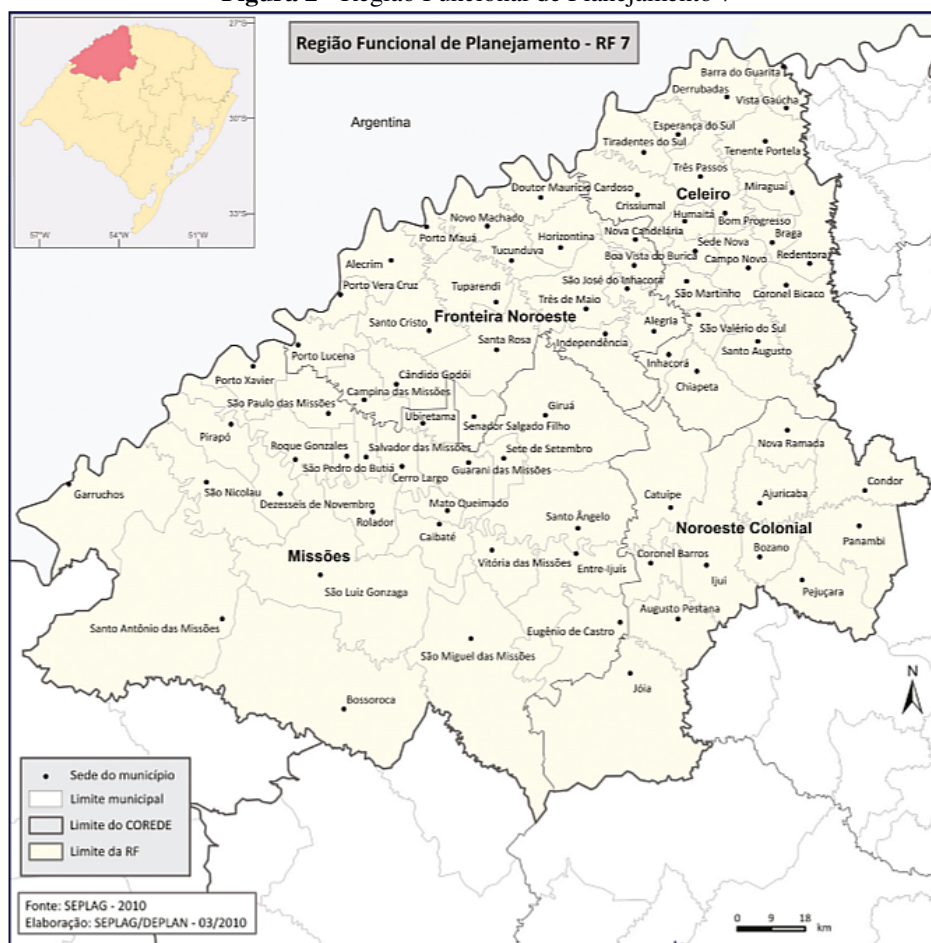 Figura 2 - Região Funcional de Planejamento 7
27°S
30°S
33°S
57°W
54°W
51°W
Região Funcional de Planejamento - RF 7
Argentina
Barra do Guarita
Derrubadas
Vista Gaúcha
Esperança do Sul
Tiradentes do Sul
Tenente Portela
Três Passos
Doutor Maurício Cardoso
Celeiro
Miraguaí
Crissiumal
Novo Machado
Humaitá
Bom Progresso
Porto Mauá
Horizontina
Nova Candelária
Braga
Tucunduva
Sede Nova
Boa Vista do Buricá
Campo Novo
Redentora
Alecrim
São José do Inhacorá
Porto Vera Cruz
Tuparendi
São Martinho
Coronel Bicaco
Três de Maio
Santo Cristo
Fronteira Noroeste
Alegria
São Valério do Sul
Santa Rosa
Independência
Santo Augusto
Porto Lucena
Inhacorá
Porto Xavier
Cândido Godói
Chiapeta
Campina das Missões
São Paulo das Missões
Giruá
Ubiretama
Senador Salgado Filho
Pirapó
Nova Ramada
Roque Gonzales
Salvador das Missões
Sete de Setembro
São Pedro do Butiá
Guarani das Missões
Cerro Largo
Condor
Garruchos
São Nicolau
Catuípe
Ajuricaba
Dezesseis de Novembro
Mato Queimado
Rolador
Santo Ângelo
Noroeste Colonial
Caibaté
Panambi
Missões
Coronel Barros
Bozano
Vitória das Missões
Entre-Ijuís
Ijuí
São Luiz Gonzaga
Pejuçara
Augusto Pestana
Santo Antônio das Missões
Eugênio de Castro
São Miguel das Missões
Jóia
Bossoroca
N
Sede do município
Limite municipal
Limite do COREDE
Limite da RF
Fonte: SEPLAG - 2010
Elaboração: SEPLAG/DEPLAN - 03/2010
0 9 18
km